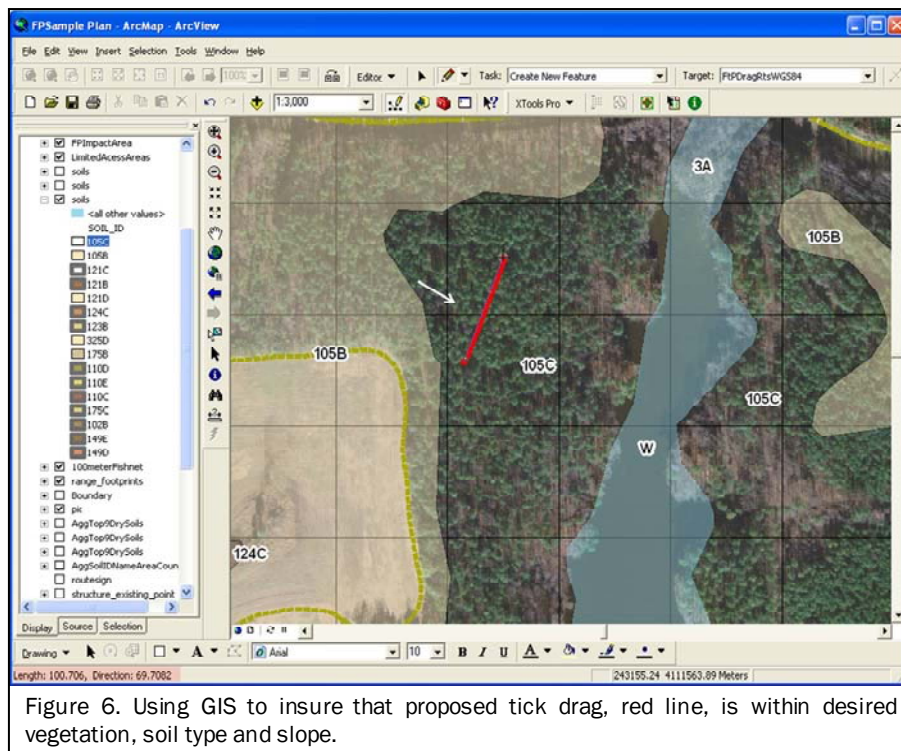 FPSample Plan - ArcMap - ArcView
File Edit View Insert Selection Tools Window Help
100% Editor Task: Create New Feature Target: FtPDragRtsWGS84
1:3,000 XTools Pro
FPImpactArea
LimitedAcessAreas
soils
soils
soils
<all other values>
SOIL_ID
105C
105B
121C
121B
121D
124C
123B
325D
175B
110D
110E
110C
175C
102B
149E
149D
100meterFishnet
range_footprints
Boundary
pic
AggTop9DrySoils
AggTop9DrySoils
AggTop9DrySoils
AggSoilIDNameAreaCoun
routesign
structure_existing_point
3A
105B
105B
105C
105C
W
124C
Display Source Selection
Drawing A Arial 10 B I U A
Length: 100.706, Direction: 69.7082 243155.24 4111563.89 Meters
Figure 6. Using GIS to insure that proposed tick drag, red line, is within desired
vegetation, soil type and slope.